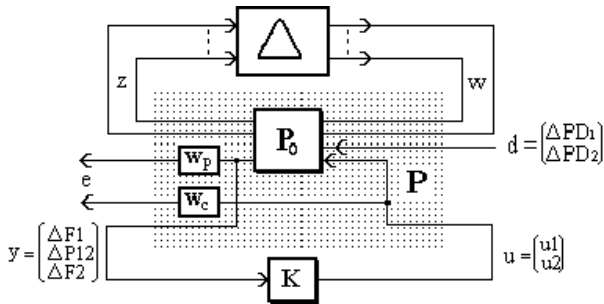 Δ
z
w
P₀
d = (ΔPD₁
ΔPD₂)
Wp
P
e
Wc
y = (ΔF1
ΔP12
ΔF2)
K
u = (u1
u2)